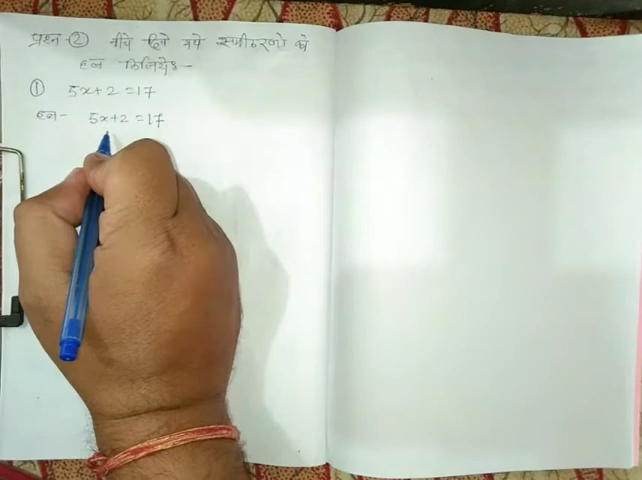 प्रश्न-② नीचे दिये गये समीकरणो को
हल किजिये:-
① 5x+2=17
हल- 5x+2=17